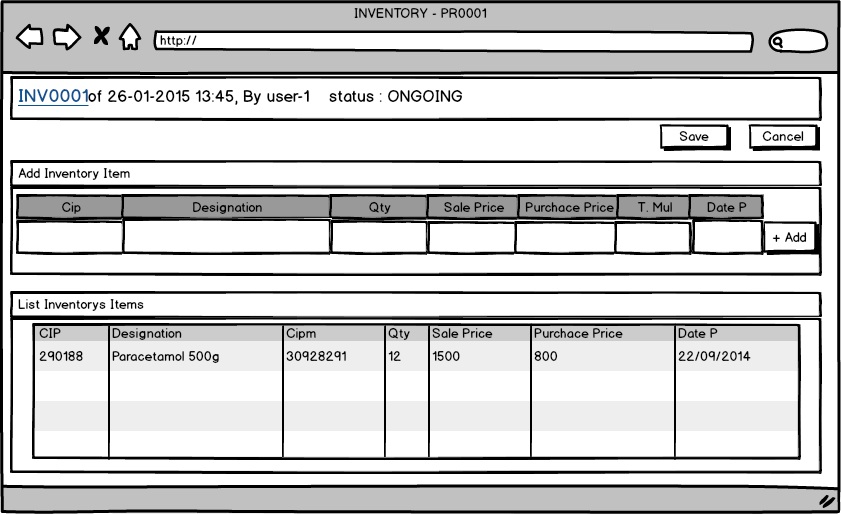 INVENTORY - PR0001
http://
INV0001of 26-01-2015 13:45, By user-1 status : ONGOING
Save Cancel
Add Inventory Item
Cip Designation Qty Sale Price Purchace Price T. Mul Date P
+ Add
List Inventorys Items
CIP Designation Cipm Qty Sale Price Purchace Price Date P
290188 Paracetamol 500g 30928291 12 1500 800 22/09/2014